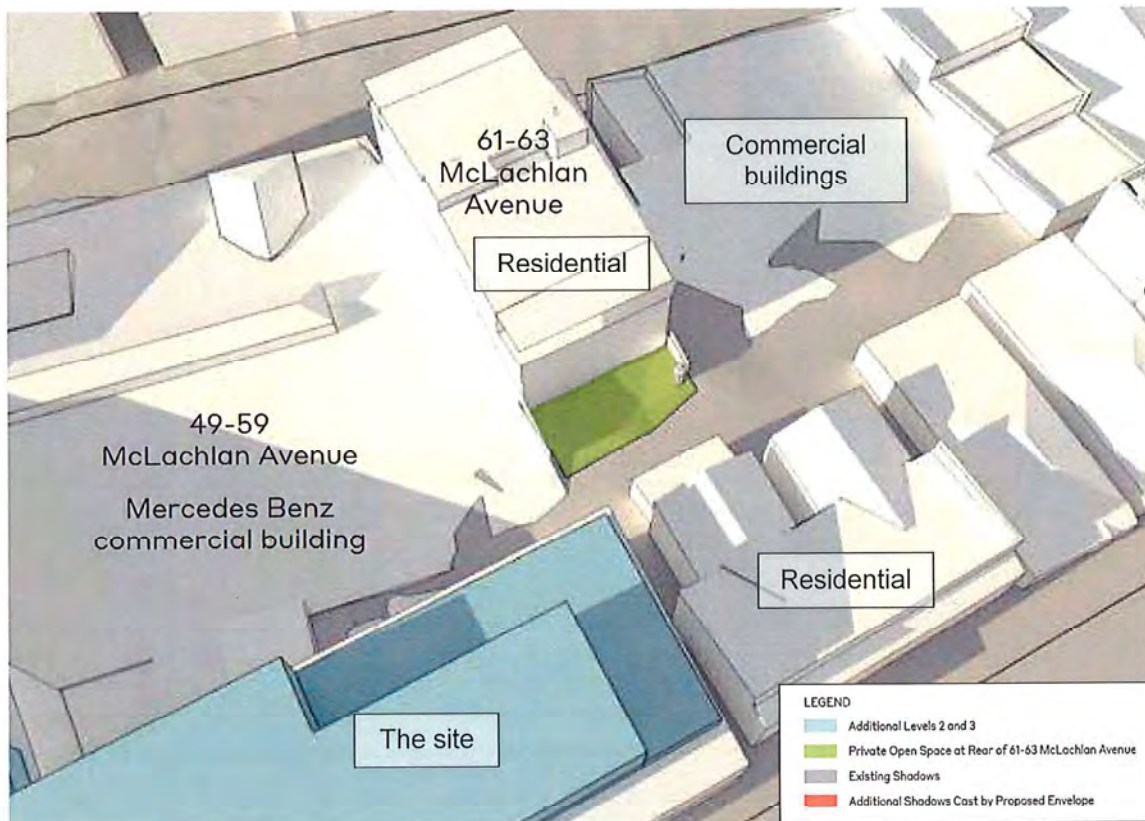 61-63
McLachlan
Avenue
Commercial
buildings
Residential
49-59
McLachlan Avenue
Mercedes Benz
commercial building
Residential
The site
LEGEND
Additional Levels 2 and 3
Private Open Space at Rear of 61-63 McLachlan Avenue
Existing Shadows
Additional Shadows Cast by Proposed Envelope